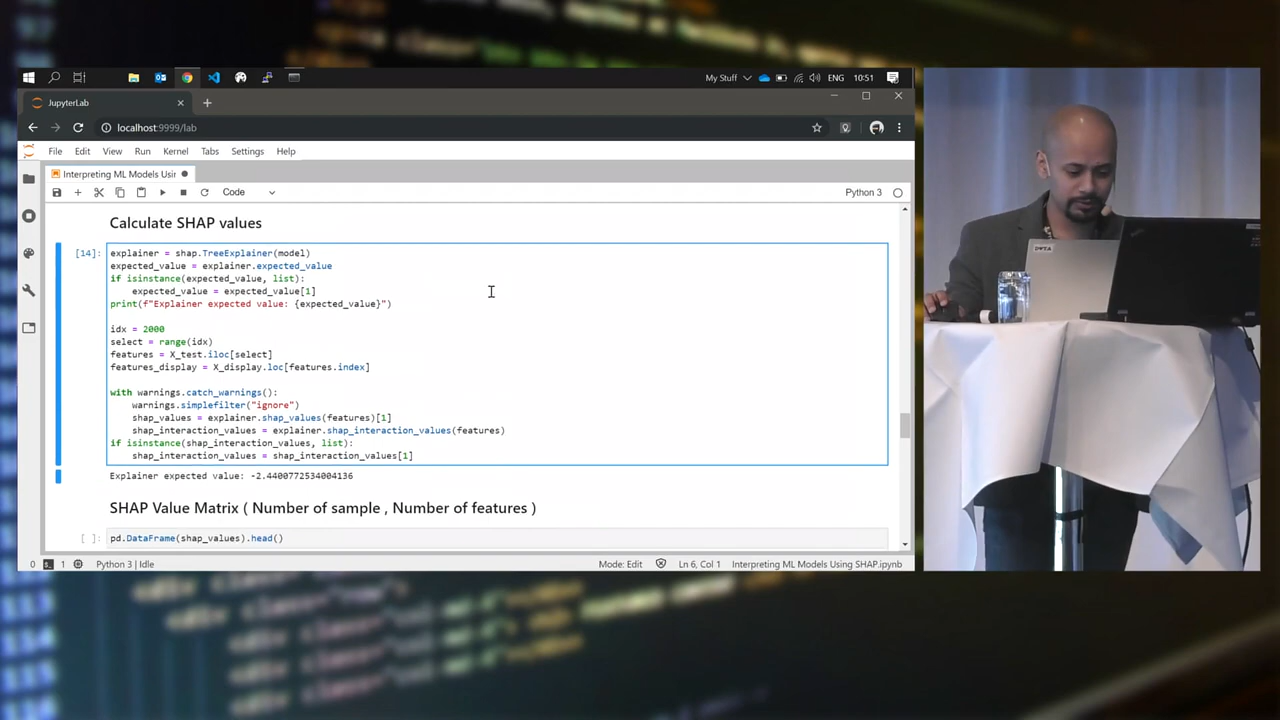 My Stuff
ENG
10:51
JupyterLab
localhost:9999/lab
File Edit View Run Kernel Tabs Settings Help
Interpreting ML Models Usin
Code
Python 3
Calculate SHAP values
[14]:
explainer = shap.TreeExplainer(model)
expected_value = explainer.expected_value
if isinstance(expected_value, list):
    expected_value = expected_value[1]
print(f"Explainer expected value: {expected_value}")
idx = 2000
select = range(idx)
features = X_test.iloc[select]
features_display = X_display.loc[features.index]
with warnings.catch_warnings():
    warnings.simplefilter("ignore")
    shap_values = explainer.shap_values(features)[1]
    shap_interaction_values = explainer.shap_interaction_values(features)
if isinstance(shap_interaction_values, list):
    shap_interaction_values = shap_interaction_values[1]
Explainer expected value: -2.4400772534004136
SHAP Value Matrix ( Number of sample , Number of features )
[ ]: pd.DataFrame(shap_values).head()
0 1 Python 3 | Idle Mode: Edit Ln 6, Col 1 Interpreting ML Models Using SHAP.ipynb